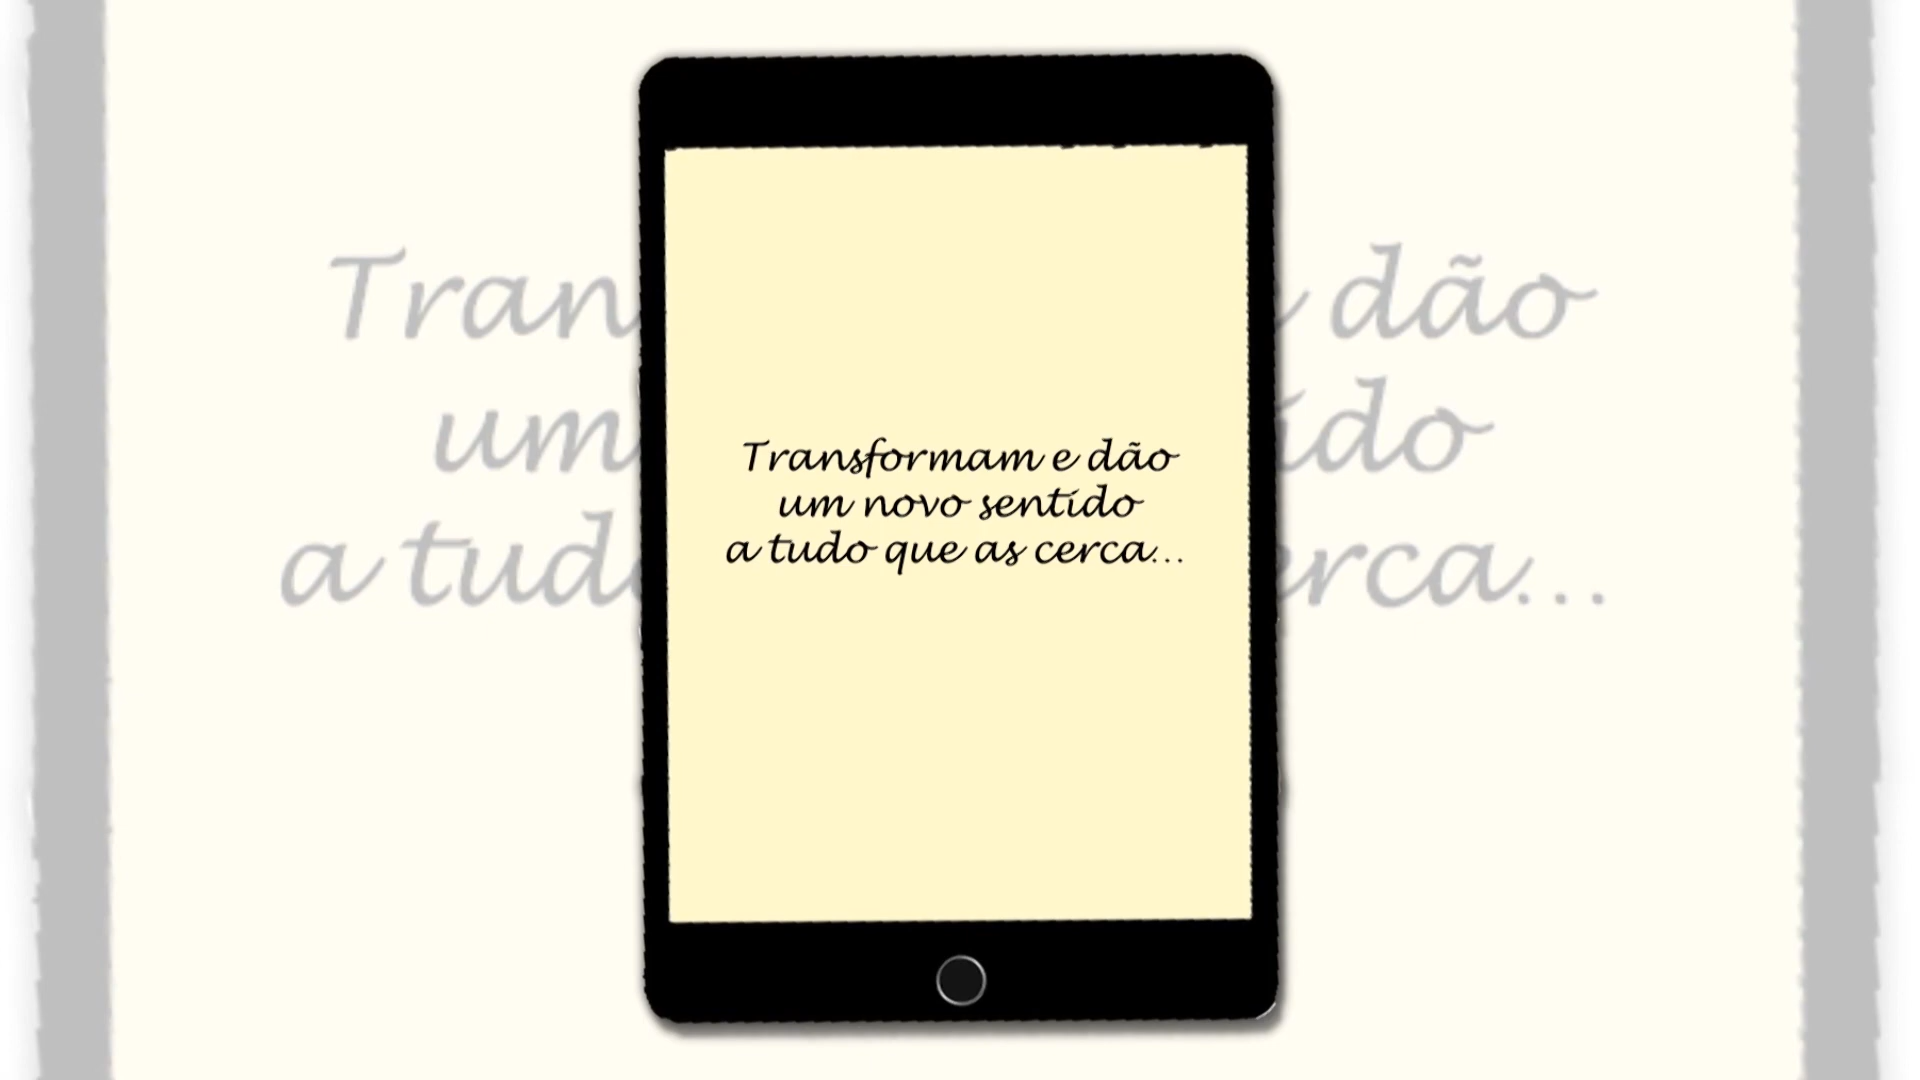 Transformam e dão
um novo sentido
a tudo que as cerca...